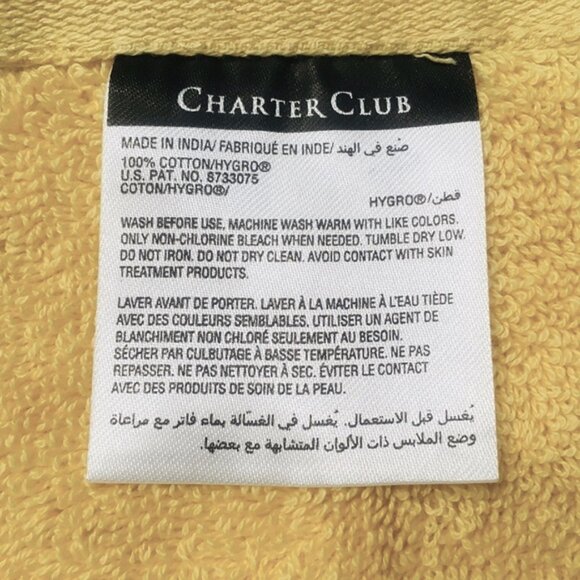 CHARTER CLUB
MADE IN INDIA/ FABRIQUÉ EN INDE/ صُنع في الهند
100% COTTON/HYGRO®
U.S. PAT. NO. 8733075
COTON/HYGRO®/
قطن/HYGRO®
WASH BEFORE USE, MACHINE WASH WARM WITH LIKE COLORS.
ONLY NON-CHLORINE BLEACH WHEN NEEDED. TUMBLE DRY LOW.
DO NOT IRON. DO NOT DRY CLEAN. AVOID CONTACT WITH SKIN
TREATMENT PRODUCTS.
LAVER AVANT DE PORTER. LAVER À LA MACHINE À L'EAU TIÈDE
AVEC DES COULEURS SEMBLABLES. UTILISER UN AGENT DE
BLANCHIMENT NON CHLORÉ SEULEMENT AU BESOIN.
SÉCHER PAR CULBUTAGE À BASSE TEMPÉRATURE. NE PAS
REPASSER. NE PAS NETTOYER À SEC. ÉVITER LE CONTACT
AVEC DES PRODUITS DE SOIN DE LA PEAU.
يُغسل قبل الاستعمال. يُغسل في الغسّالة بماء فاتر مع مراعاة
وضع الملابس ذات الألوان المتشابهة مع بعضها.